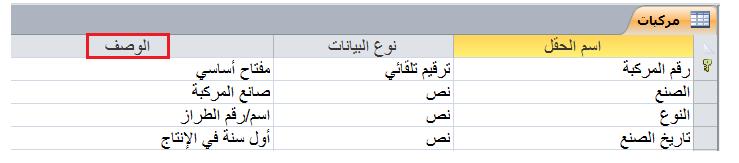 مركبات
اسم الحقل نوع البيانات الوصف
رقم المركبة ترقيم تلقائي مفتاح أساسي
الصنع نص صانع المركبة
النوع نص اسم/رقم الطراز
تاريخ الصنع نص أول سنة في الإنتاج